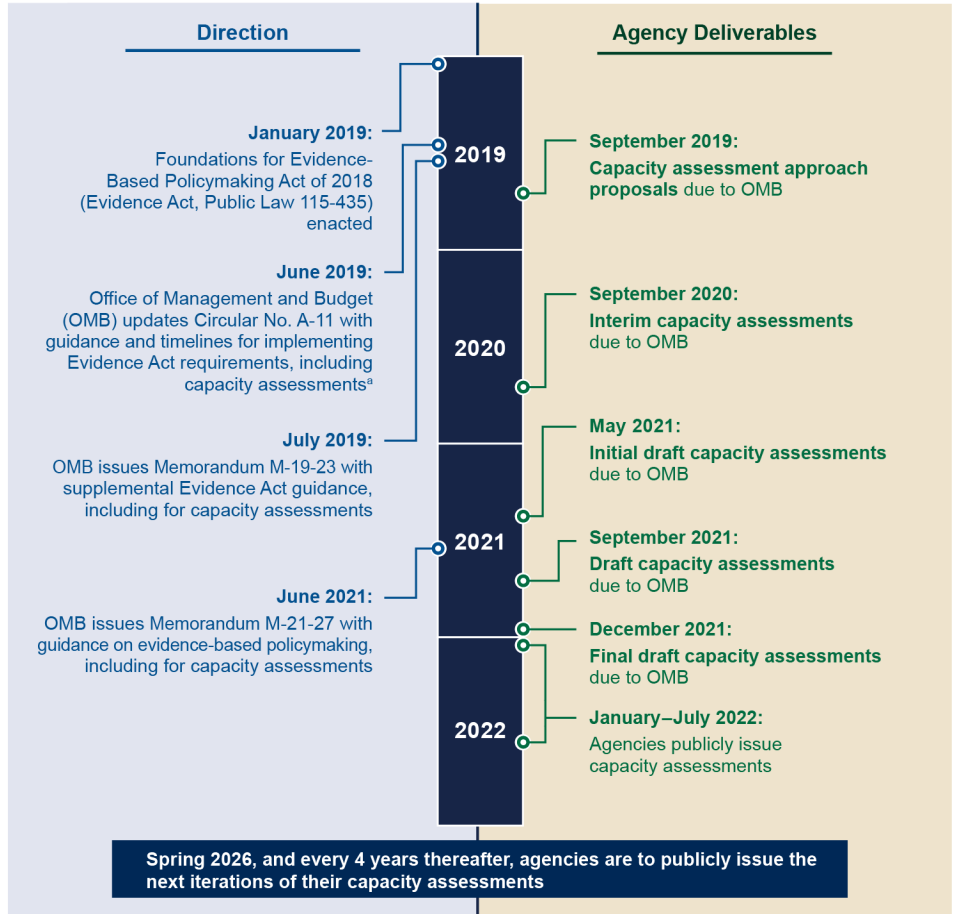 Direction
January 2019:
Foundations for Evidence-
Based Policymaking Act of 2018
(Evidence Act, Public Law 115-435)
enacted
June 2019:
Office of Management and Budget
(OMB) updates Circular No. A-11 with
guidance and timelines for implementing
Evidence Act requirements, including
capacity assessmentsᵃ
July 2019:
OMB issues Memorandum M-19-23 with
supplemental Evidence Act guidance,
including for capacity assessments
June 2021:
OMB issues Memorandum M-21-27 with
guidance on evidence-based policymaking,
including for capacity assessments
2019
2020
2021
2022
Agency Deliverables
September 2019:
Capacity assessment approach
proposals due to OMB
September 2020:
Interim capacity assessments
due to OMB
May 2021:
Initial draft capacity assessments
due to OMB
September 2021:
Draft capacity assessments
due to OMB
December 2021:
Final draft capacity assessments
due to OMB
January–July 2022:
Agencies publicly issue
capacity assessments
Spring 2026, and every 4 years thereafter, agencies are to publicly issue the
next iterations of their capacity assessments